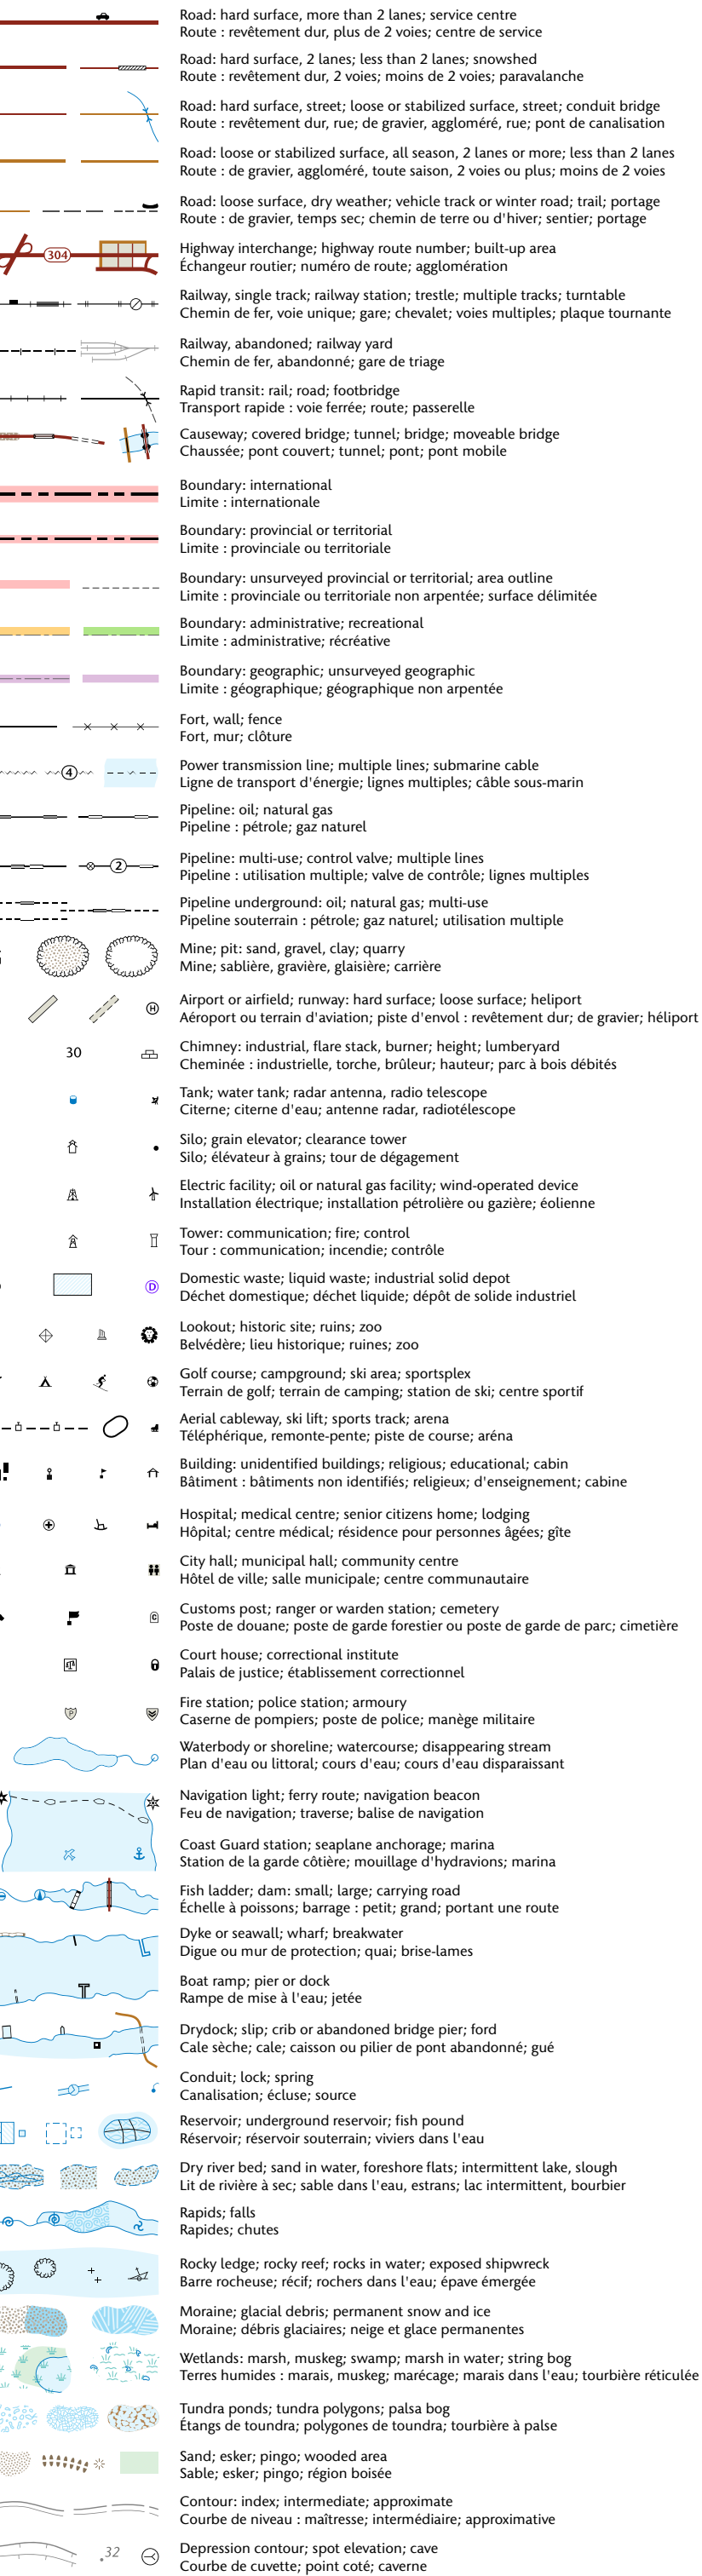 Road: hard surface, more than 2 lanes; service centre
Route : revêtement dur, plus de 2 voies; centre de service
Road: hard surface, 2 lanes; less than 2 lanes; snowshed
Route : revêtement dur, 2 voies; moins de 2 voies; paravalanche
Road: hard surface, street; loose or stabilized surface, street; conduit bridge
Route : revêtement dur, rue; de gravier, aggloméré, rue; pont de canalisation
Road: loose or stabilized surface, all season, 2 lanes or more; less than 2 lanes
Route : de gravier, aggloméré, toute saison, 2 voies ou plus; moins de 2 voies
Road: loose surface, dry weather; vehicle track or winter road; trail; portage
Route : de gravier, temps sec; chemin de terre ou d'hiver; sentier; portage
304
Highway interchange; highway route number; built-up area
Échangeur routier; numéro de route; agglomération
Railway, single track; railway station; trestle; multiple tracks; turntable
Chemin de fer, voie unique; gare; chevalet; voies multiples; plaque tournante
Railway, abandoned; railway yard
Chemin de fer, abandonné; gare de triage
Rapid transit: rail; road; footbridge
Transport rapide : voie ferrée; route; passerelle
Causeway; covered bridge; tunnel; bridge; moveable bridge
Chaussée; pont couvert; tunnel; pont; pont mobile
Boundary: international
Limite : internationale
Boundary: provincial or territorial
Limite : provinciale ou territoriale
Boundary: unsurveyed provincial or territorial; area outline
Limite : provinciale ou territoriale non arpentée; surface délimitée
Boundary: administrative; recreational
Limite : administrative; récréative
Boundary: geographic; unsurveyed geographic
Limite : géographique; géographique non arpentée
Fort, wall; fence
Fort, mur; clôture
4
Power transmission line; multiple lines; submarine cable
Ligne de transport d'énergie; lignes multiples; câble sous-marin
Pipeline: oil; natural gas
Pipeline : pétrole; gaz naturel
2
Pipeline: multi-use; control valve; multiple lines
Pipeline : utilisation multiple; valve de contrôle; lignes multiples
Pipeline underground: oil; natural gas; multi-use
Pipeline souterrain : pétrole; gaz naturel; utilisation multiple
Mine; pit: sand, gravel, clay; quarry
Mine; sablière, gravière, glaisière; carrière
H
Airport or airfield; runway: hard surface; loose surface; heliport
Aéroport ou terrain d'aviation; piste d'envol : revêtement dur; de gravier; héliport
30
Chimney: industrial, flare stack, burner; height; lumberyard
Cheminée : industrielle, torche, brûleur; hauteur; parc à bois débités
Tank; water tank; radar antenna, radio telescope
Citerne; citerne d'eau; antenne radar, radiotélescope
Silo; grain elevator; clearance tower
Silo; élévateur à grains; tour de dégagement
Electric facility; oil or natural gas facility; wind-operated device
Installation électrique; installation pétrolière ou gazière; éolienne
Tower: communication; fire; control
Tour : communication; incendie; contrôle
D
Domestic waste; liquid waste; industrial solid depot
Déchet domestique; déchet liquide; dépôt de solide industriel
Lookout; historic site; ruins; zoo
Belvédère; lieu historique; ruines; zoo
Golf course; campground; ski area; sportsplex
Terrain de golf; terrain de camping; station de ski; centre sportif
Aerial cableway, ski lift; sports track; arena
Téléphérique, remonte-pente; piste de course; aréna
Building: unidentified buildings; religious; educational; cabin
Bâtiment : bâtiments non identifiés; religieux; d'enseignement; cabine
Hospital; medical centre; senior citizens home; lodging
Hôpital; centre médical; résidence pour personnes âgées; gîte
City hall; municipal hall; community centre
Hôtel de ville; salle municipale; centre communautaire
C
Customs post; ranger or warden station; cemetery
Poste de douane; poste de garde forestier ou poste de garde de parc; cimetière
Court house; correctional institute
Palais de justice; établissement correctionnel
P
Fire station; police station; armoury
Caserne de pompiers; poste de police; manège militaire
Waterbody or shoreline; watercourse; disappearing stream
Plan d'eau ou littoral; cours d'eau; cours d'eau disparaissant
Navigation light; ferry route; navigation beacon
Feu de navigation; traverse; balise de navigation
Coast Guard station; seaplane anchorage; marina
Station de la garde côtière; mouillage d'hydravions; marina
Fish ladder; dam: small; large; carrying road
Échelle à poissons; barrage : petit; grand; portant une route
Dyke or seawall; wharf; breakwater
Digue ou mur de protection; quai; brise-lames
Boat ramp; pier or dock
Rampe de mise à l'eau; jetée
Drydock; slip; crib or abandoned bridge pier; ford
Cale sèche; cale; caisson ou pilier de pont abandonné; gué
Conduit; lock; spring
Canalisation; écluse; source
Reservoir; underground reservoir; fish pound
Réservoir; réservoir souterrain; viviers dans l'eau
Dry river bed; sand in water, foreshore flats; intermittent lake, slough
Lit de rivière à sec; sable dans l'eau, estrans; lac intermittent, bourbier
Rapids; falls
Rapides; chutes
Rocky ledge; rocky reef; rocks in water; exposed shipwreck
Barre rocheuse; récif; rochers dans l'eau; épave émergée
Moraine; glacial debris; permanent snow and ice
Moraine; débris glaciaires; neige et glace permanentes
Wetlands: marsh, muskeg; swamp; marsh in water; string bog
Terres humides : marais, muskeg; marécage; marais dans l'eau; tourbière réticulée
Tundra ponds; tundra polygons; palsa bog
Étangs de toundra; polygones de toundra; tourbière à palse
Sand; esker; pingo; wooded area
Sable; esker; pingo; région boisée
Contour: index; intermediate; approximate
Courbe de niveau : maîtresse; intermédiaire; approximative
.32
Depression contour; spot elevation; cave
Courbe de cuvette; point coté; caverne